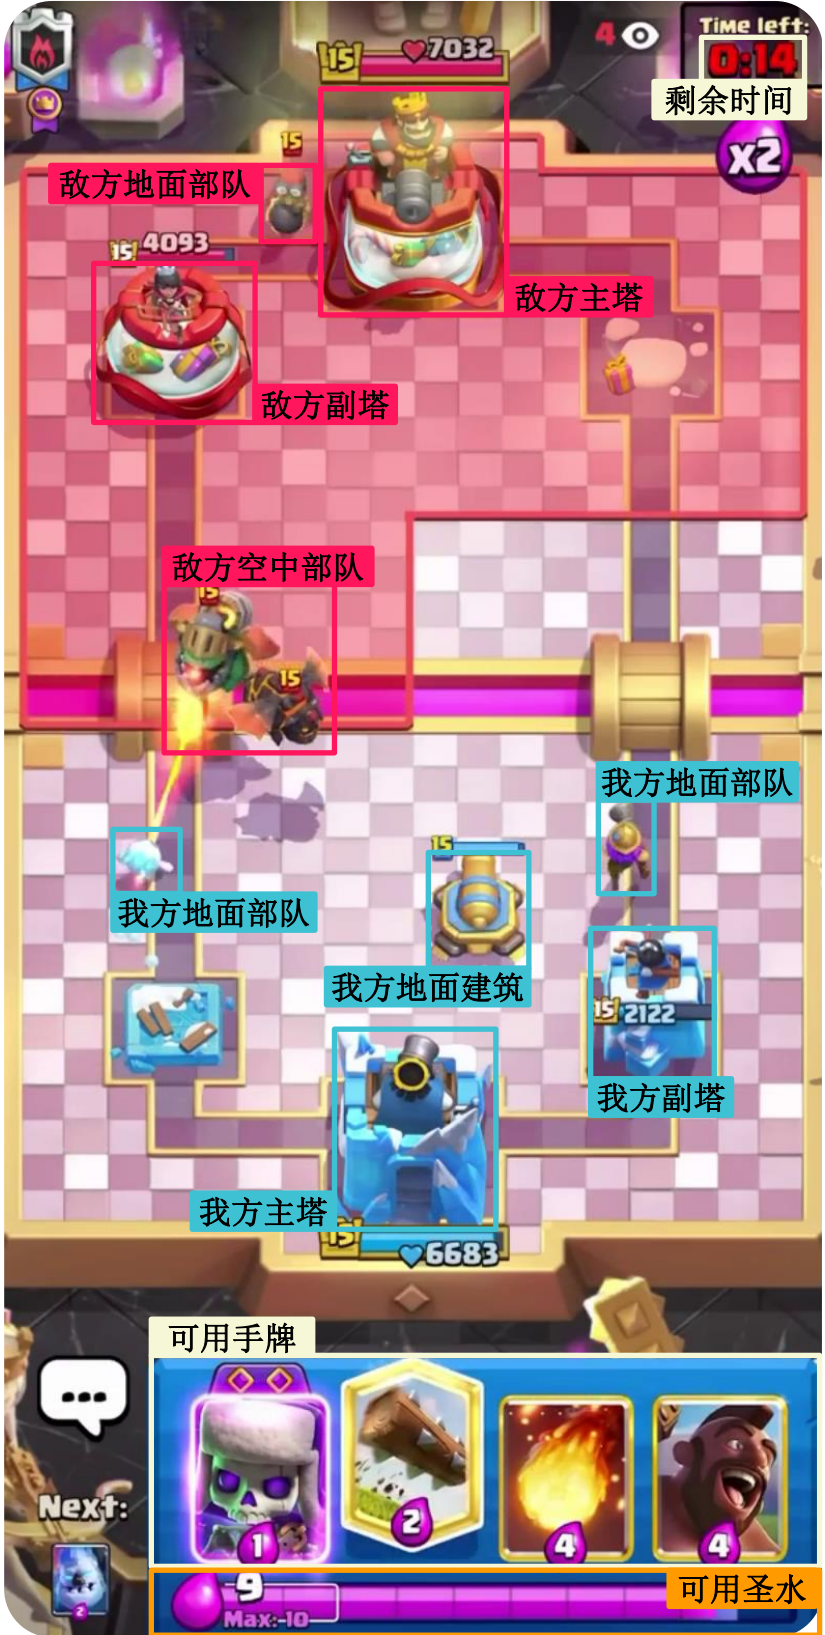 15
7032
4
Time left:
0:14
剩余时间
x2
敌方地面部队
15
15
4093
敌方主塔
敌方副塔
敌方空中部队
15
15
我方地面部队
15
我方地面部队
我方地面建筑
15
2122
我方副塔
我方主塔
15
6683
可用手牌
...
1
2
4
4
Next:
2
9
Max:10
可用圣水